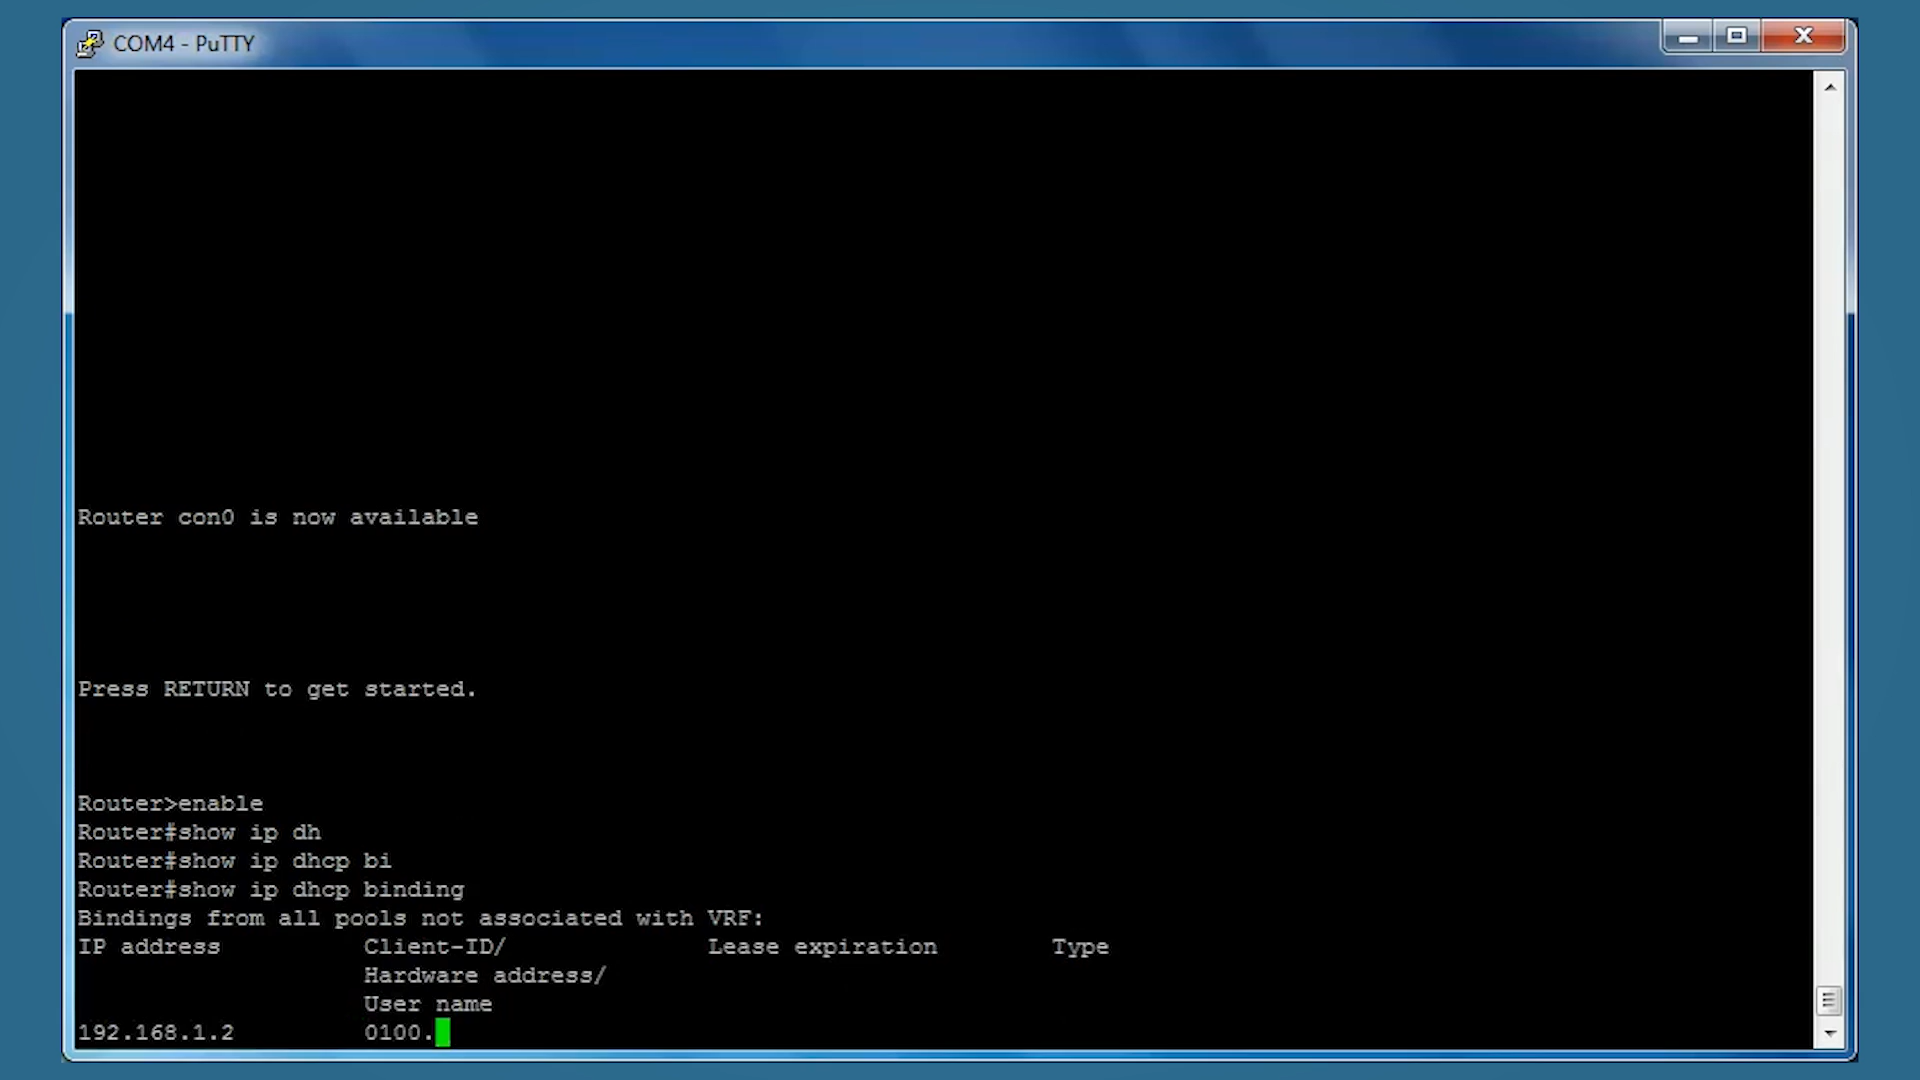 COM4 - PuTTY
Router con0 is now available
Press RETURN to get started.
Router>enable
Router#show ip dh
Router#show ip dhcp bi
Router#show ip dhcp binding
Bindings from all pools not associated with VRF:
IP address          Client-ID/              Lease expiration        Type
Hardware address/
User name
192.168.1.2         0100.